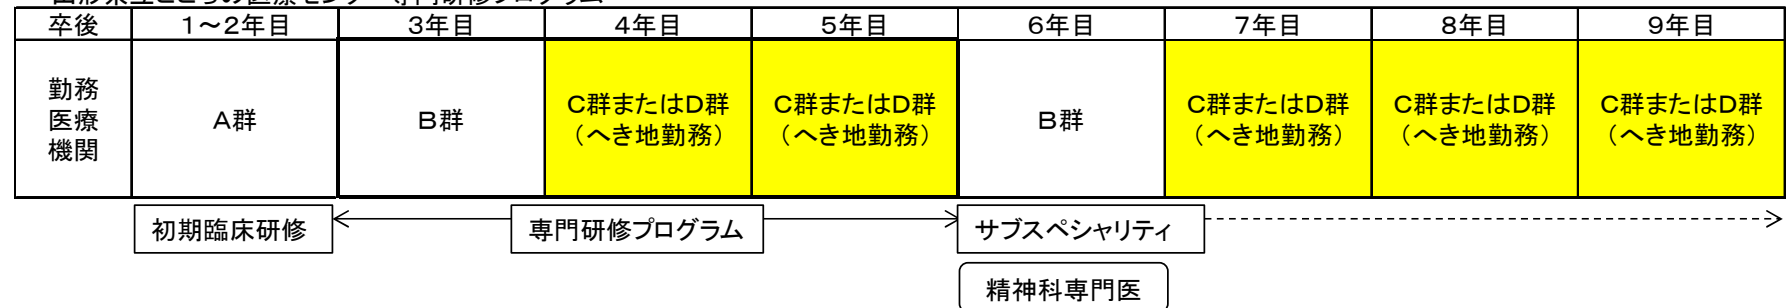 卒後 1～2年目 3年目 4年目 5年目 6年目 7年目 8年目 9年目
勤務
医療
機関
A群
B群
C群またはD群
（へき地勤務）
C群またはD群
（へき地勤務）
B群
C群またはD群
（へき地勤務）
C群またはD群
（へき地勤務）
C群またはD群
（へき地勤務）
初期臨床研修
専門研修プログラム
サブスペシャリティ
精神科専門医